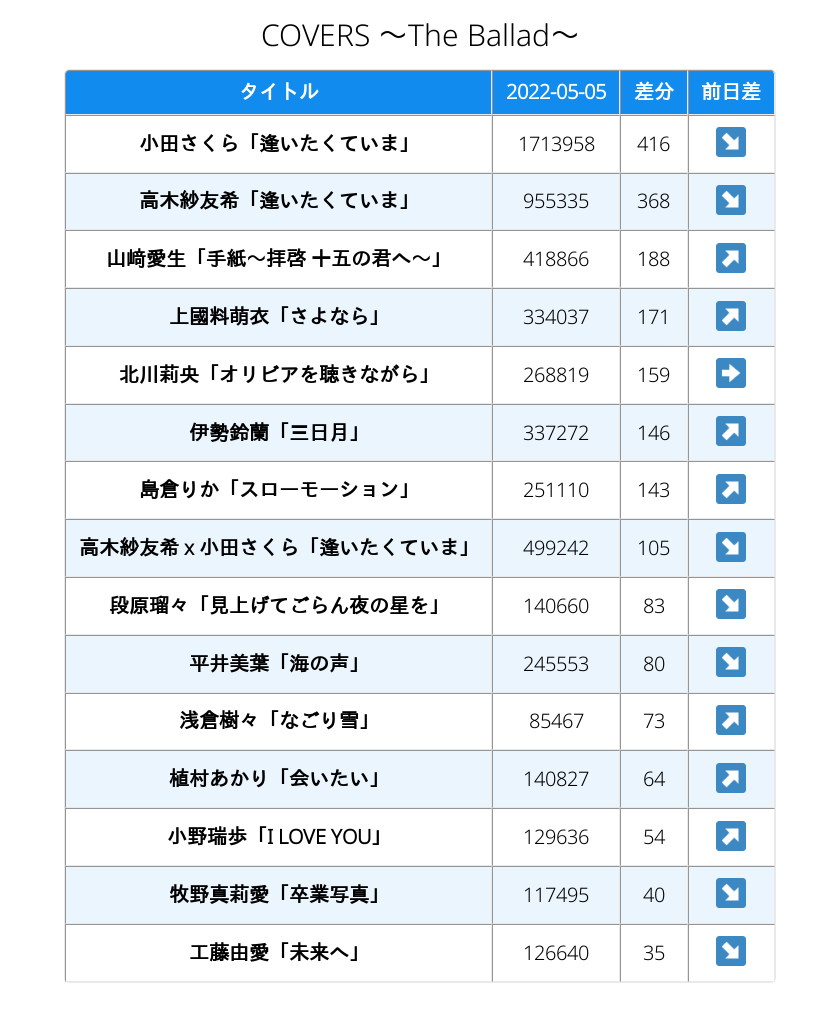 COVERS ～The Ballad～
タイトル 2022-05-05 差分 前日差
小田さくら「逢いたくていま」 1713958 416 ↘
高木紗友希「逢いたくていま」 955335 368 ↘
山﨑愛生「手紙～拝啓 十五の君へ～」 418866 188 ↗
上國料萌衣「さよなら」 334037 171 ↗
北川莉央「オリビアを聴きながら」 268819 159 ➡
伊勢鈴蘭「三日月」 337272 146 ↗
島倉りか「スローモーション」 251110 143 ↗
高木紗友希 x 小田さくら「逢いたくていま」 499242 105 ↘
段原瑠々「見上げてごらん夜の星を」 140660 83 ↘
平井美葉「海の声」 245553 80 ↘
浅倉樹々「なごり雪」 85467 73 ↗
植村あかり「会いたい」 140827 64 ↗
小野瑞歩「I LOVE YOU」 129636 54 ↗
牧野真莉愛「卒業写真」 117495 40 ↘
工藤由愛「未来へ」 126640 35 ↘